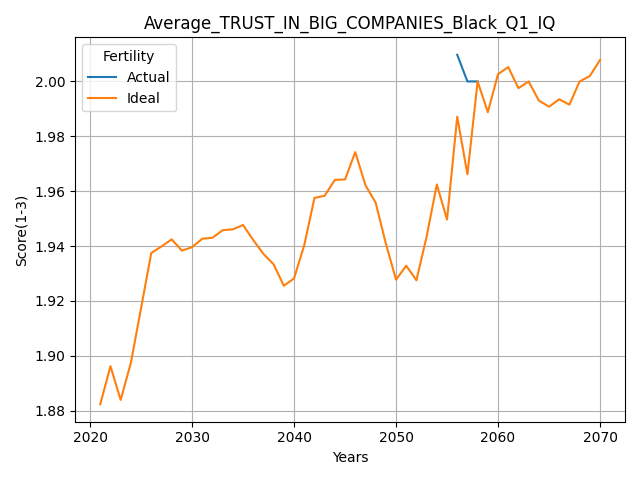 Average_TRUST_IN_BIG_COMPANIES_Black_Q1_IQ
Fertility
Actual
Ideal
Score(1-3)
2.00
1.98
1.96
1.94
1.92
1.90
1.88
2020 2030 2040 2050 2060 2070
Years